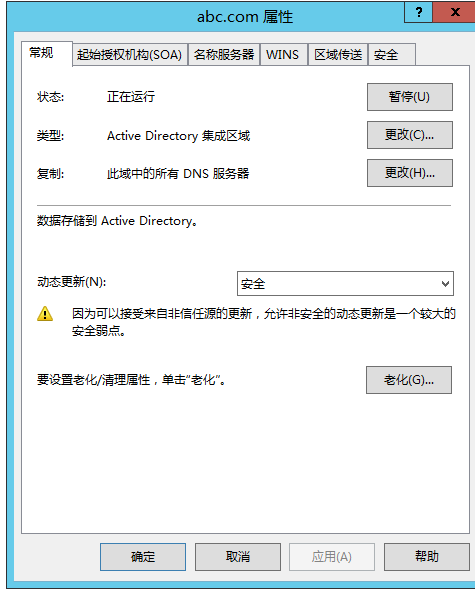 abc.com 属性
? x
常规 起始授权机构(SOA) 名称服务器 WINS 区域传送 安全
状态: 正在运行 暂停(U)
类型: Active Directory 集成区域 更改(C)...
复制: 此域中的所有 DNS 服务器 更改(H)...
数据存储到 Active Directory。
动态更新(N): 安全
因为可以接受来自非信任源的更新，允许非安全的动态更新是一个较大的
安全弱点。
要设置老化/清理属性，单击“老化”。 老化(G)...
确定 取消 应用(A) 帮助